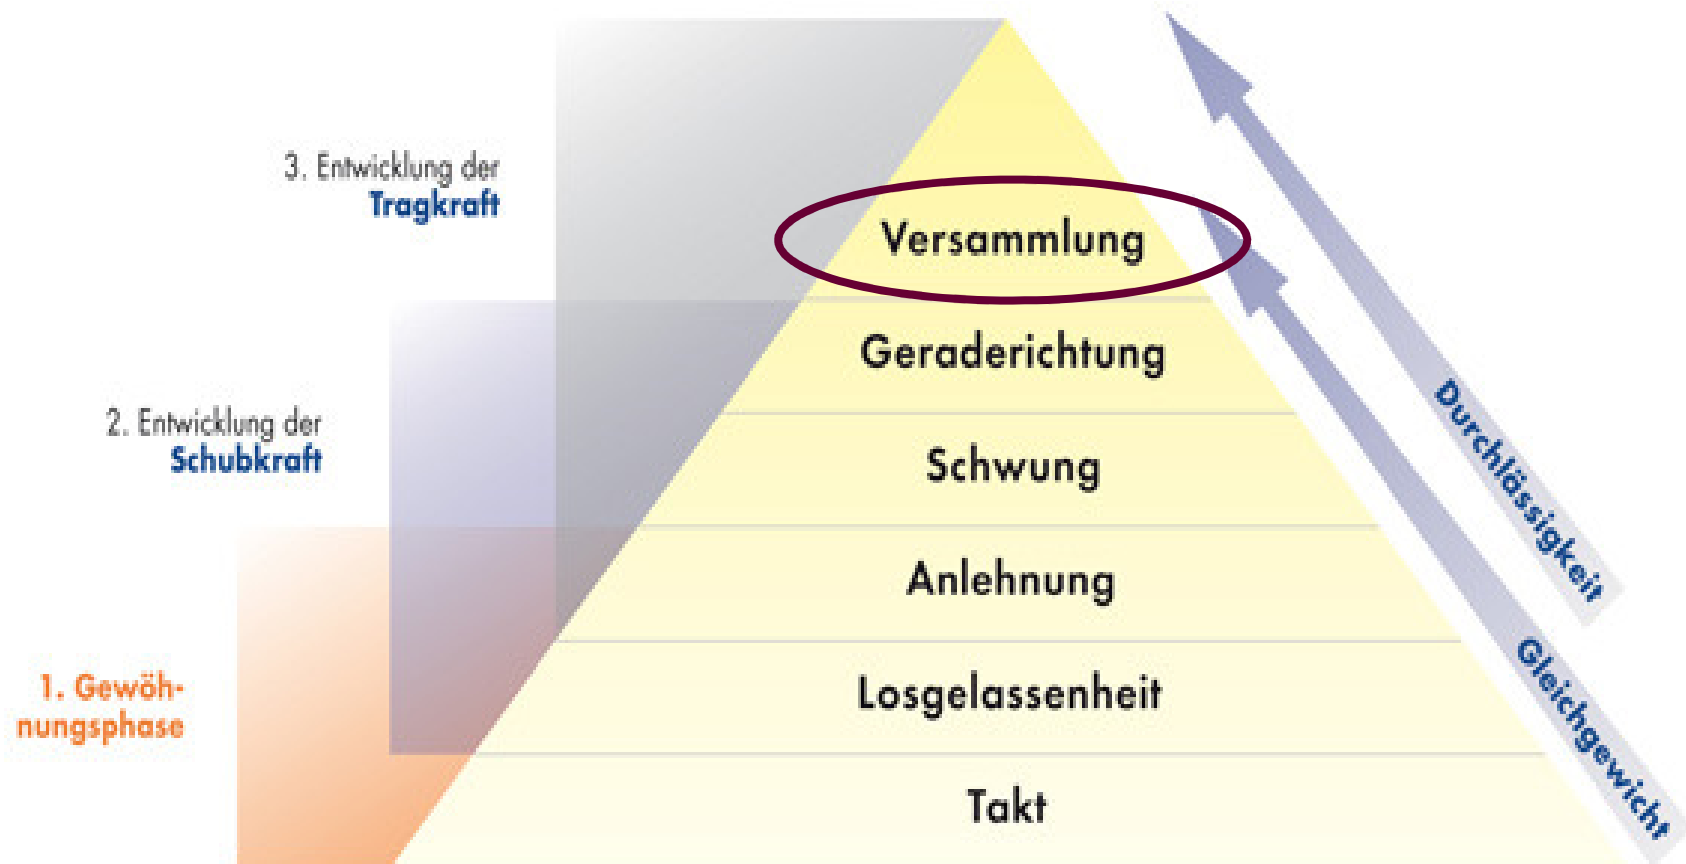 3. Entwicklung der
Tragkraft
2. Entwicklung der
Schubkraft
1. Gewöh-
nungsphase
Versammlung
Geraderichtung
Schwung
Anlehnung
Losgelassenheit
Takt
Durchlässigkeit
Gleichgewicht